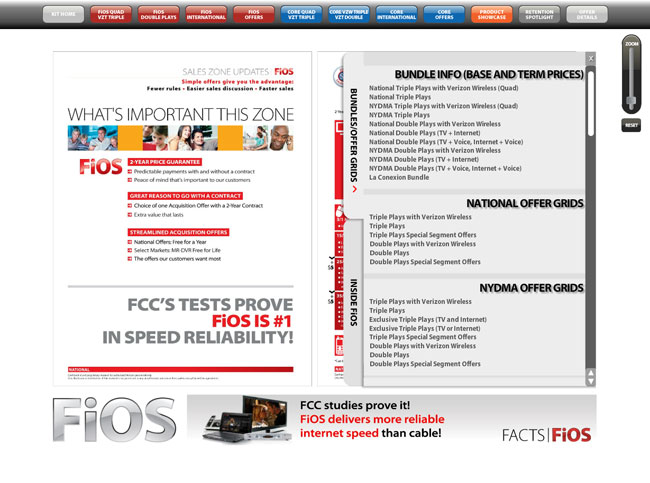 KIT HOME
FiOS QUAD
VZT TRIPLE
FiOS
DOUBLE PLAYS
FiOS
INTERNATIONAL
FiOS
OFFERS
CORE QUAD
VZT TRIPLE
CORE VZW TRIPLE
VZT DOUBLE
CORE
INTERNATIONAL
CORE
OFFERS
PRODUCT
SHOWCASE
RETENTION
SPOTLIGHT
OFFER
DETAILS
ZOOM
RESET
SALES ZONE UPDATES | FiOS
Simple offers give you the advantage:
Fewer rules • Easier sales discussion • Faster sales
WHAT'S IMPORTANT THIS ZONE
FiOS
2-YEAR PRICE GUARANTEE
Predictable payments with and without a contract
Peace of mind that's important to our customers
GREAT REASON TO GO WITH A CONTRACT
Choice of one Acquisition Offer with a 2-Year Contract
Extra value that lasts
STREAMLINED ACQUISITION OFFERS
National Offers: Free for a Year
Select Markets: MR-DVR Free for Life
The offers our customers want most
FCC'S TESTS PROVE
FiOS IS #1
IN SPEED RELIABILITY!
NATIONAL
BUNDLES/OFFER GRIDS
INSIDE FiOS
X
BUNDLE INFO (BASE AND TERM PRICES)
National Triple Plays with Verizon Wireless (Quad)
National Triple Plays
NYDMA Triple Plays with Verizon Wireless (Quad)
NYDMA Triple Plays
National Double Plays with Verizon Wireless
National Double Plays (TV + Internet)
National Double Plays (TV + Voice, Internet + Voice)
NYDMA Double Plays with Verizon Wireless
NYDMA Double Plays (TV + Internet)
NYDMA Double Plays (TV + Voice, Internet + Voice)
La Conexion Bundle
NATIONAL OFFER GRIDS
Triple Plays with Verizon Wireless
Triple Plays
Triple Plays Special Segment Offers
Double Plays with Verizon Wireless
Double Plays
Double Plays Special Segment Offers
NYDMA OFFER GRIDS
Triple Plays with Verizon Wireless
Triple Plays
Exclusive Triple Plays (TV and Internet)
Exclusive Triple Plays (TV or Internet)
Triple Plays Special Segment Offers
Double Plays with Verizon Wireless
Double Plays
Double Plays Special Segment Offers
FiOS
FCC studies prove it!
FiOS delivers more reliable
internet speed than cable!
FACTS | FiOS